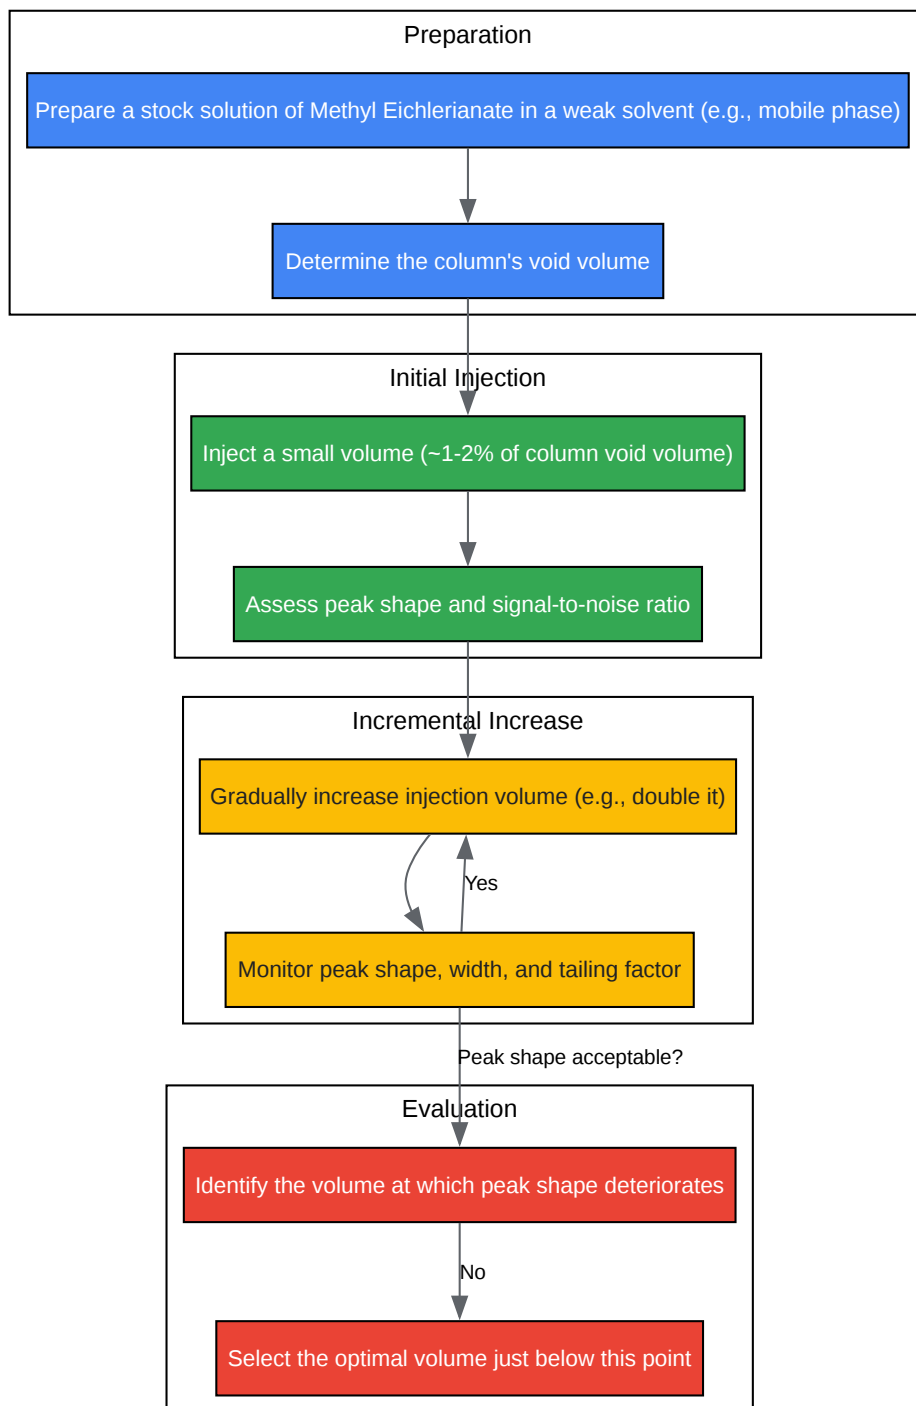 Preparation
Prepare a stock solution of Methyl Eichlerianate in a weak solvent (e.g., mobile phase)
Determine the column's void volume
Initial Injection
Inject a small volume (~1-2% of column void volume)
Assess peak shape and signal-to-noise ratio
Incremental Increase
Gradually increase injection volume (e.g., double it)
Yes
Monitor peak shape, width, and tailing factor
Peak shape acceptable?
Evaluation
Identify the volume at which peak shape deteriorates
No
Select the optimal volume just below this point